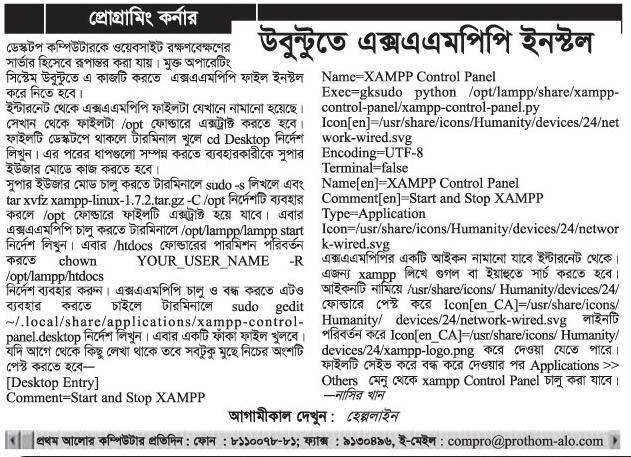 প্রোগ্রামিং কর্নার
উবুন্টুতে এক্সএএমপিপি ইনস্টল
ডেস্কটপ কম্পিউটারকে ওয়েবসাইট রক্ষণবেক্ষণের
সার্ভার হিসেবে রূপান্তর করা যায়। মুক্ত অপারেটিং
সিস্টেম উবুন্টুতে এ কাজটি করতে এক্সএএমপিপি ফাইল ইনস্টল
করে নিতে হবে।
ইন্টারনেট থেকে এক্সএএমপিপি ফাইলটা যেখানে নামানো হয়েছে।
সেখান থেকে ফাইলটা /opt ফোল্ডারে এক্সট্রাক্ট করতে হবে।
ফাইলটি ডেস্কটপে থাকলে টারমিনাল খুলে cd Desktop নির্দেশ
লিখুন। এর পরের ধাপগুলো সম্পন্ন করতে ব্যবহারকারীকে সুপার
ইউজার মোডে কাজ করতে হবে।
সুপার ইউজার মোড চালু করতে টারমিনালে sudo -s লিখলে এবং
tar xvfz xampp-linux-1.7.2.tar.gz -C /opt নির্দেশটি ব্যবহার
করলে /opt ফোল্ডারে ফাইলটি এক্সট্রাক্ট হয়ে যাবে। এবার
এক্সএএমপিপি চালু করতে টারমিনালে /opt/lampp/lampp start
নির্দেশ লিখুন। এবার /htdocs ফোল্ডারের পারমিশন পরিবর্তন
করতে chown YOUR_USER_NAME -R
/opt/lampp/htdocs
নির্দেশ ব্যবহার করুন। এক্সএএমপিপি চালু ও বন্ধ করতে এটও
ব্যবহার করতে চাইলে টারমিনালে sudo gedit
~/.local/share/applications/xampp-control-
panel.desktop নির্দেশ লিখুন। এবার একটি ফাঁকা ফাইল খুলবে।
যদি আগে থেকে কিছু লেখা থাকে তবে সবটুকু মুছে নিচের অংশটি
পেস্ট করতে হবে—
[Desktop Entry]
Comment=Start and Stop XAMPP
Name=XAMPP Control Panel
Exec=gksudo python /opt/lampp/share/xampp-
control-panel/xampp-control-panel.py
Icon[en]=/usr/share/icons/Humanity/devices/24/net
work-wired.svg
Encoding=UTF-8
Terminal=false
Name[en]=XAMPP Control Panel
Comment[en]=Start and Stop XAMPP
Type=Application
Icon=/usr/share/icons/Humanity/devices/24/networ
k-wired.svg
এক্সএএমপিপির একটি আইকন নামানো যাবে ইন্টারনেট থেকে।
এজন্য xampp লিখে গুগল বা ইয়াহুতে সার্চ করতে হবে।
আইকনটি নামিয়ে /usr/share/icons/ Humanity/devices/24/
ফোল্ডারে পেস্ট করে Icon[en_CA]=/usr/share/icons/
Humanity/ devices/24/network-wired.svg লাইনটি
পরিবর্তন করে Icon[en_CA]=/usr/share/icons/ Humanity/
devices/24/xampp-logo.png করে দেওয়া যেতে পারে।
ফাইলটি সেইভ করে বন্ধ করে দেওয়ার পর Applications >>
Others মেনু থেকে xampp Control Panel চালু করা যাবে।
—নাসির খান
আগামীকাল দেখুন : হেল্পলাইন
প্রথম আলোর কম্পিউটার প্রতিদিন : ফোন : ৮১১০০৭৮-৮১; ফ্যাক্স : ৯১৩০৪৯৬, ই-মেইল : compro@prothom-alo.com